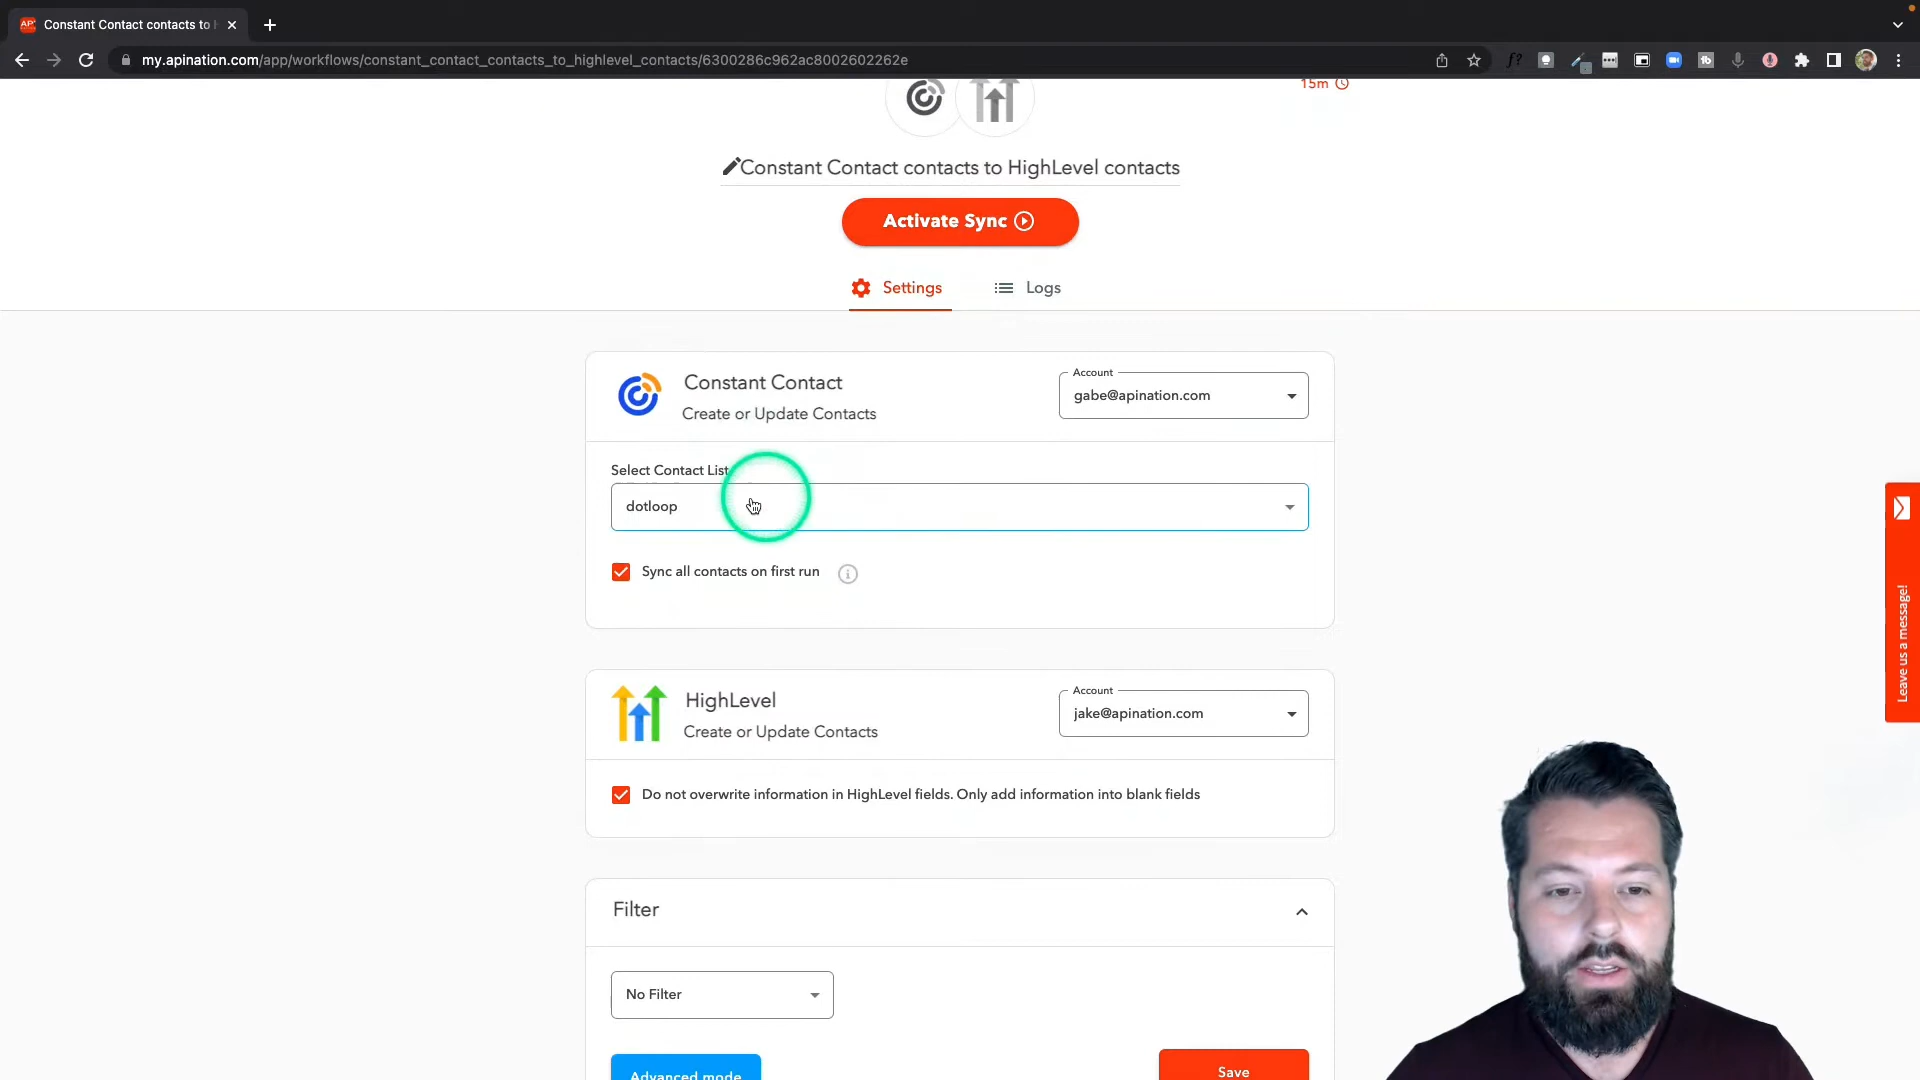 Constant Contact contacts to H
my.apination.com/app/workflows/constant_contact_contacts_to_highlevel_contacts/6300286c962ac8002602262e
15m
Constant Contact contacts to HighLevel contacts
Activate Sync
Settings
Logs
Constant Contact
Create or Update Contacts
Account
gabe@apination.com
Select Contact List
dotloop
Sync all contacts on first run
HighLevel
Create or Update Contacts
Account
jake@apination.com
Do not overwrite information in HighLevel fields. Only add information into blank fields
Filter
No Filter
Advanced mode
Save
Leave us a message!